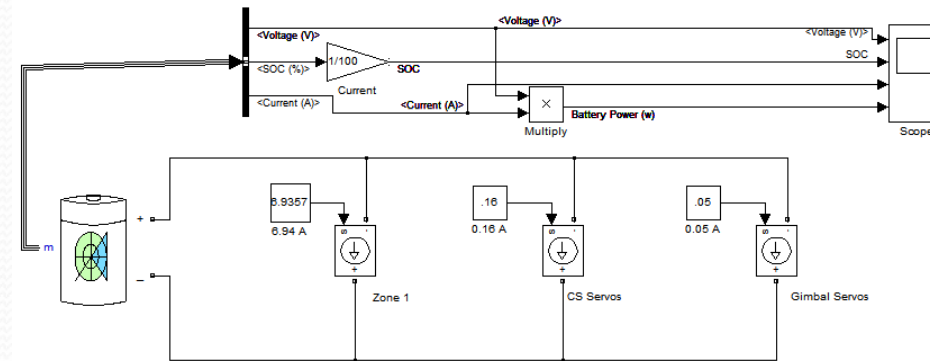 <Voltage (V)>
<Voltage (V)>
<Voltage (V)>
<SOC (%)>
1/100
SOC
SOC
Current
<Current (A)>
<Current (A)>
×
Battery Power (w)
Multiply
Scope
m
+
_
6.9357
6.94 A
s
-
+
Zone 1
.16
0.16 A
s
-
+
CS Servos
.05
0.05 A
s
-
+
Gimbal Servos